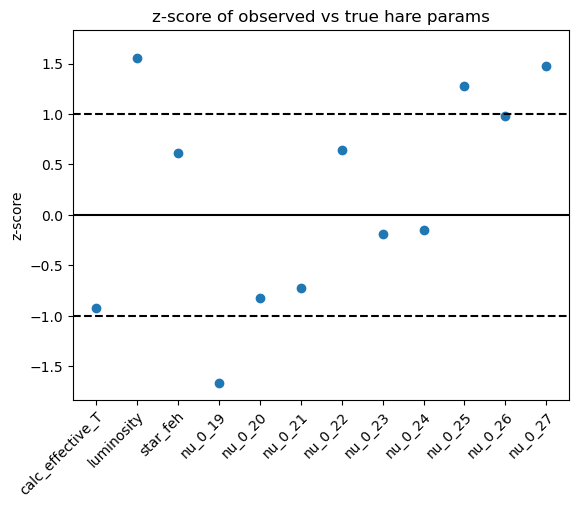 z-score of observed vs true hare params
z-score
1.5
1.0
0.5
0.0
−0.5
−1.0
−1.5
calc_effective_T
luminosity
star_feh
nu_0_19
nu_0_20
nu_0_21
nu_0_22
nu_0_23
nu_0_24
nu_0_25
nu_0_26
nu_0_27